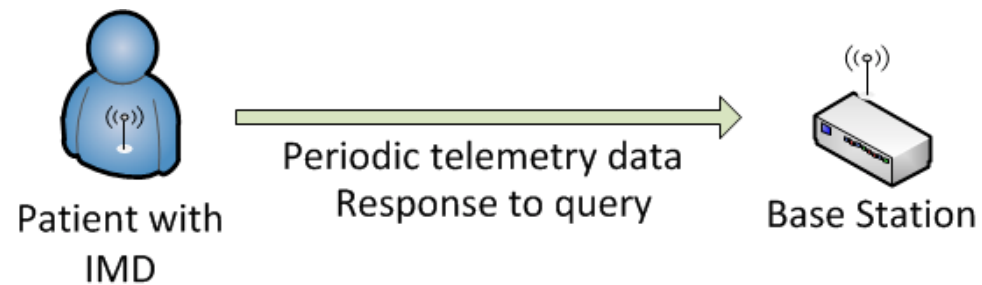 Periodic telemetry data
Response to query
Patient with
IMD
Base Station